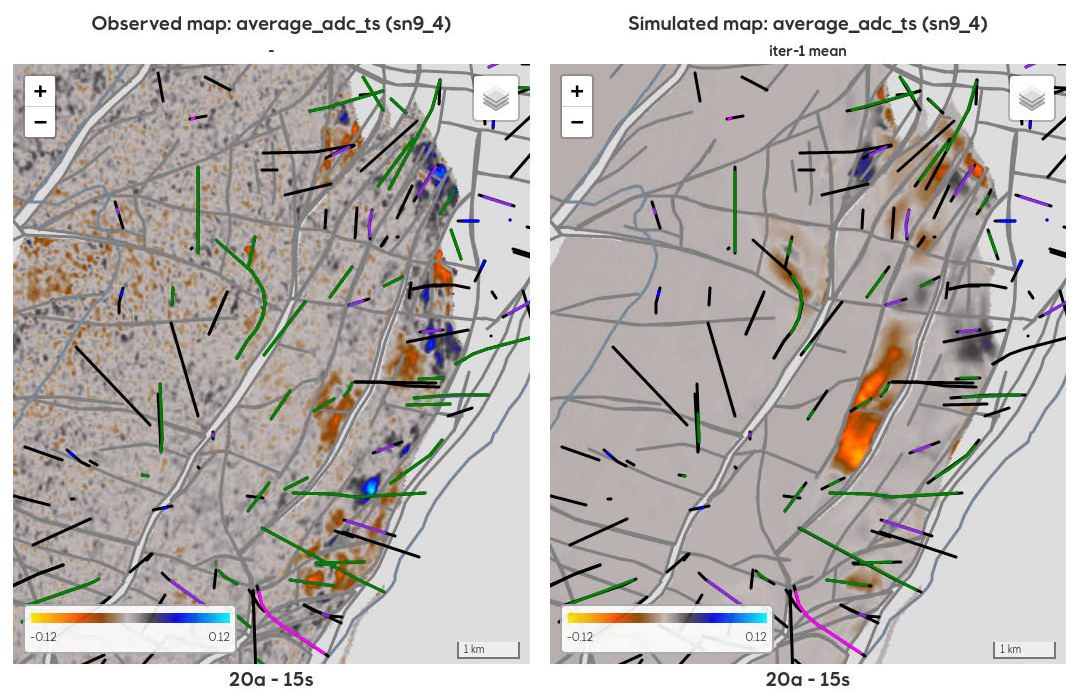 Observed map: average_adc_ts (sn9_4)
-
+
−
-0.12
0.12
1 km
20a - 15s
Simulated map: average_adc_ts (sn9_4)
iter-1 mean
+
−
-0.12
0.12
1 km
20a - 15s